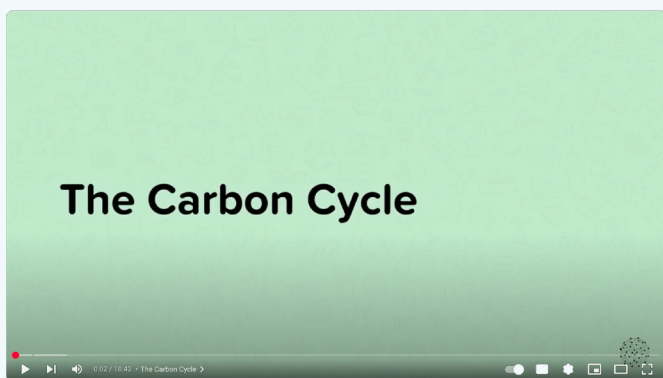 The Carbon Cycle
0:02 / 10:42 • The Carbon Cycle >